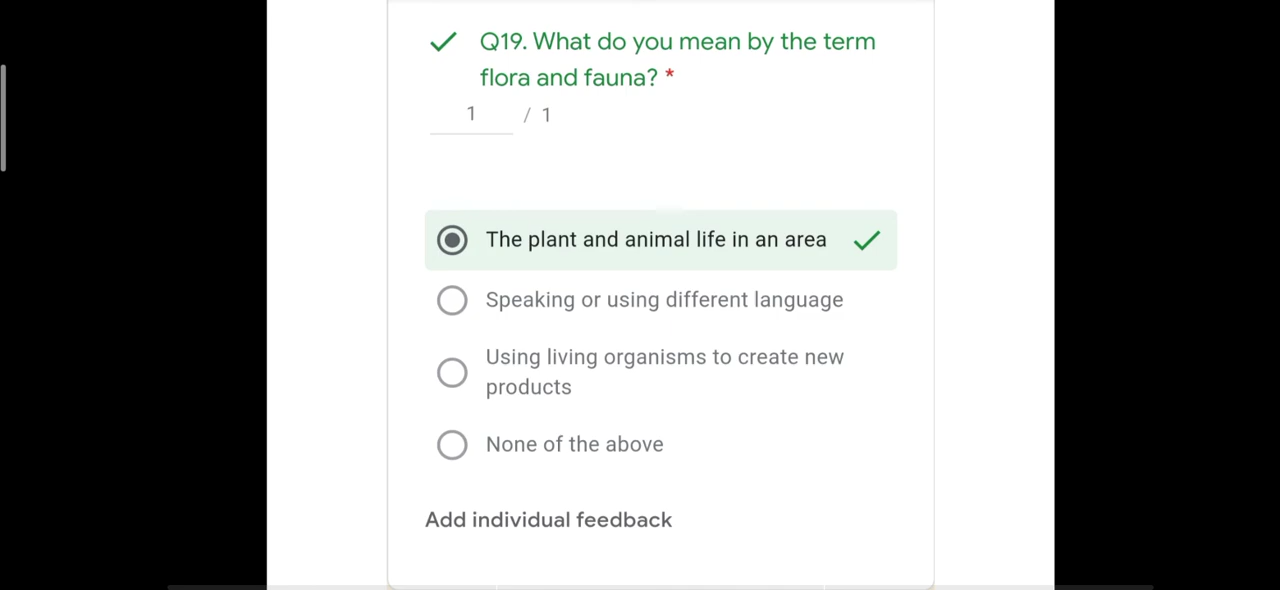 Q19. What do you mean by the term
flora and fauna? *
1 / 1
The plant and animal life in an area
Speaking or using different language
Using living organisms to create new
products
None of the above
Add individual feedback